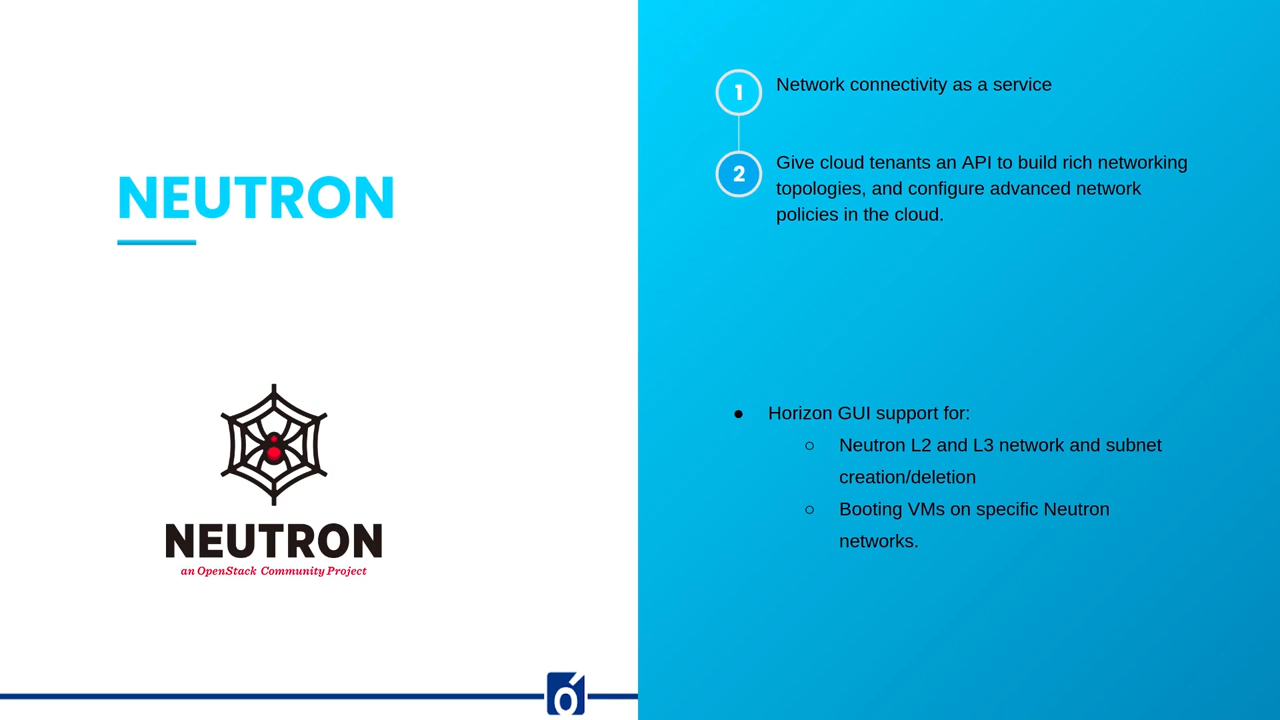 NEUTRON
NEUTRON
an OpenStack Community Project
1
Network connectivity as a service
2
Give cloud tenants an API to build rich networking
topologies, and configure advanced network
policies in the cloud.
● Horizon GUI support for:
○ Neutron L2 and L3 network and subnet
creation/deletion
○ Booting VMs on specific Neutron
networks.
ó